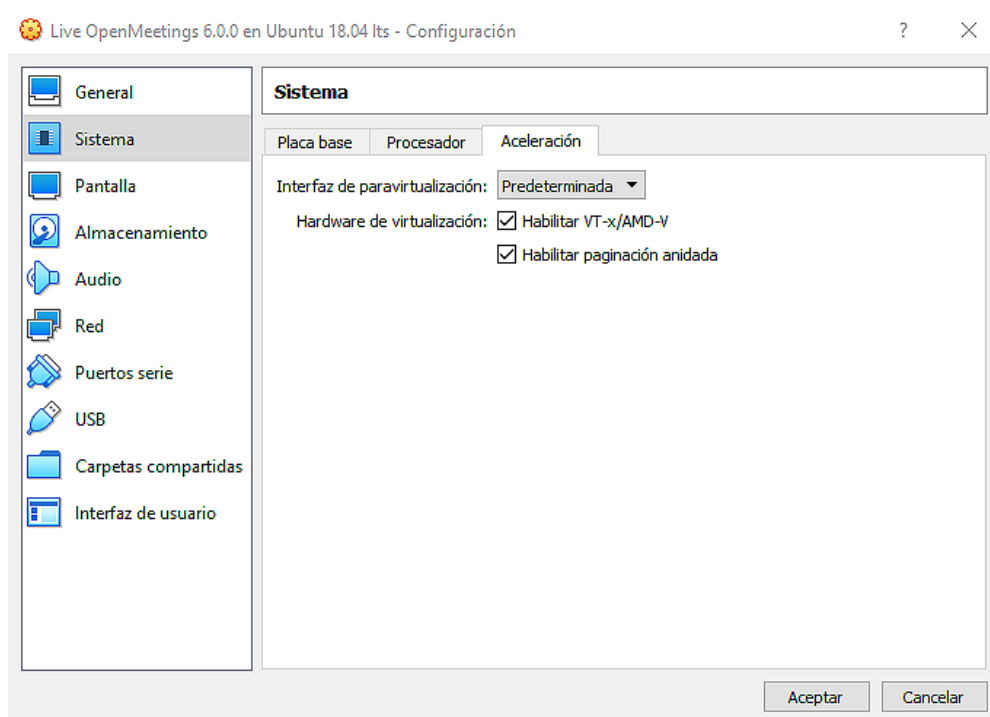 Live OpenMeetings 6.0.0 en Ubuntu 18.04 lts - Configuración ?
General
Sistema
Pantalla
Almacenamiento
Audio
Red
Puertos serie
USB
Carpetas compartidas
Interfaz de usuario
Sistema
Placa base Procesador Aceleración
Interfaz de paravirtualización: Predeterminada
Hardware de virtualización: Habilitar VT-x/AMD-V
Habilitar paginación anidada
Aceptar Cancelar